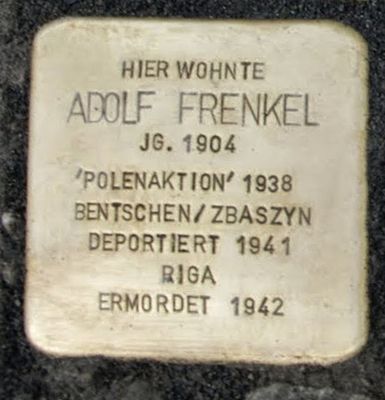 HIER WOHNTE
ADOLF FRENKEL
JG. 1904
'POLENAKTION' 1938
BENTSCHEN/ZBASZYN
DEPORTIERT 1941
RIGA
ERMORDET 1942